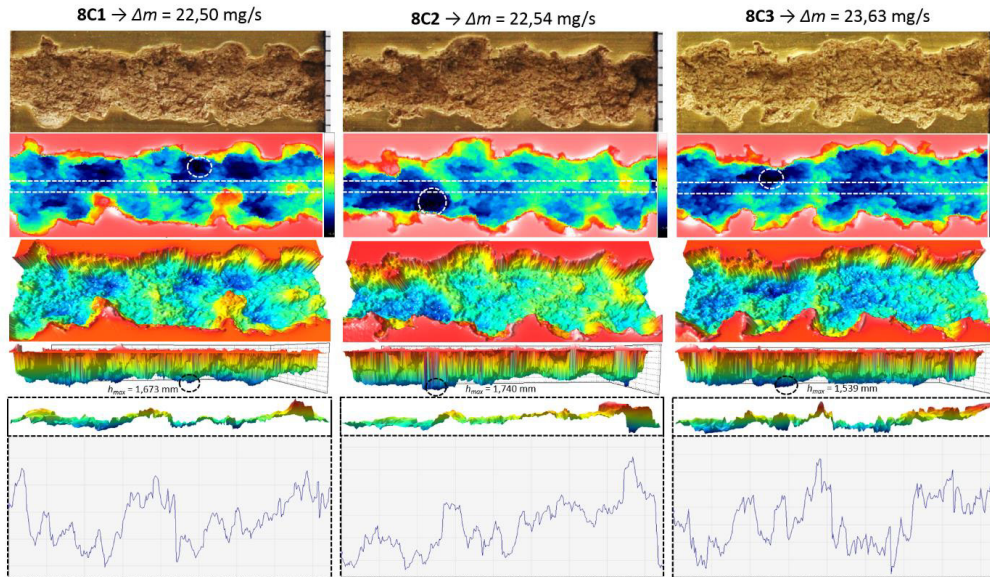 8C1 → Δm = 22,50 mg/s
8C2 → Δm = 22,54 mg/s
8C3 → Δm = 23,63 mg/s
hmax = 1,673 mm
hmax = 1,740 mm
hmax = 1,539 mm